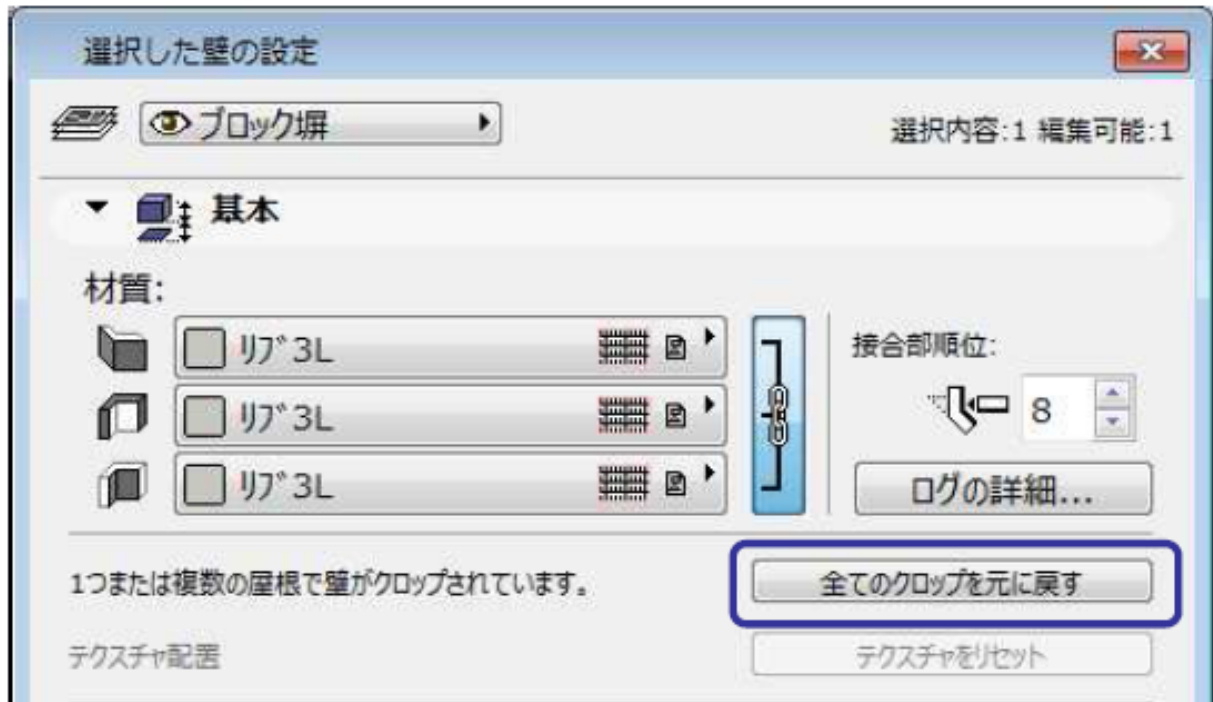 選択した壁の設定
ブロック塀
選択内容:1 編集可能:1
基本
材質:
リブ3L
接合部順位:
8
リブ3L
リブ3L
ログの詳細...
1つまたは複数の屋根で壁がクロップされています。
全てのクロップを元に戻す
テクスチャ配置
テクスチャをリセット